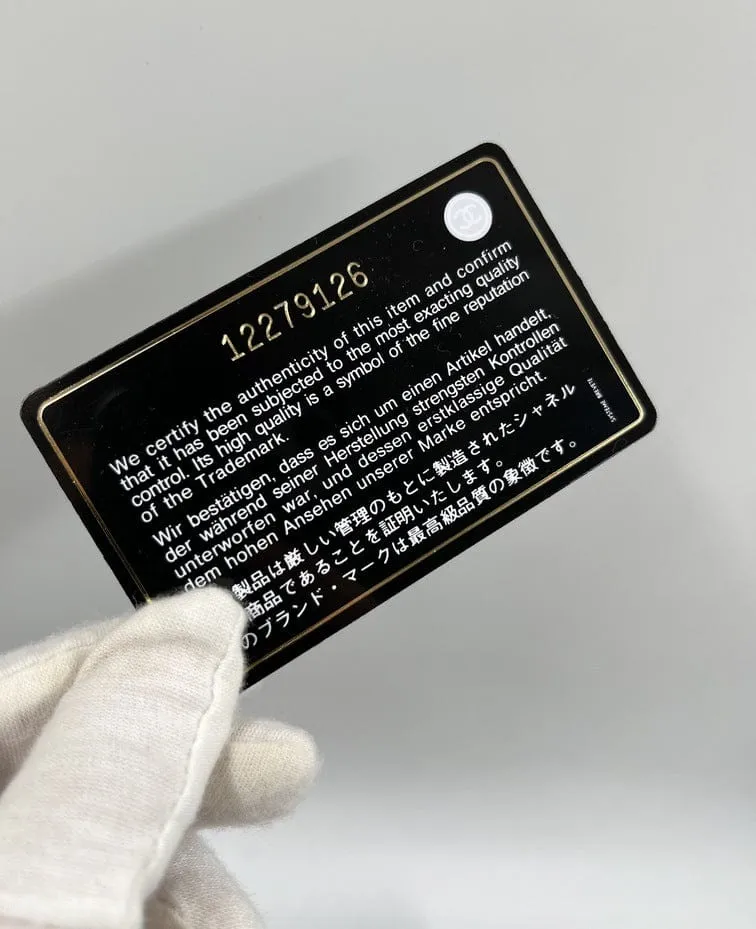 12279126
We certify the authenticity of this item and confirm
that it has been subjected to the most exacting quality
control. Its high quality is a symbol of the fine reputation
of the Trademark.
Wir bestätigen, dass es sich um einen Artikel handelt,
der während seiner Herstellung strengsten Kontrollen
unterworfen war, und dessen erstklassige Qualität
dem hohen Ansehen unserer Marke entspricht.
製品は厳しい管理のもとに製造されたシャネル
商品であることを証明いたします。
のブランド・マークは最高級品質の象徴です。
SYSTEME BREVETE